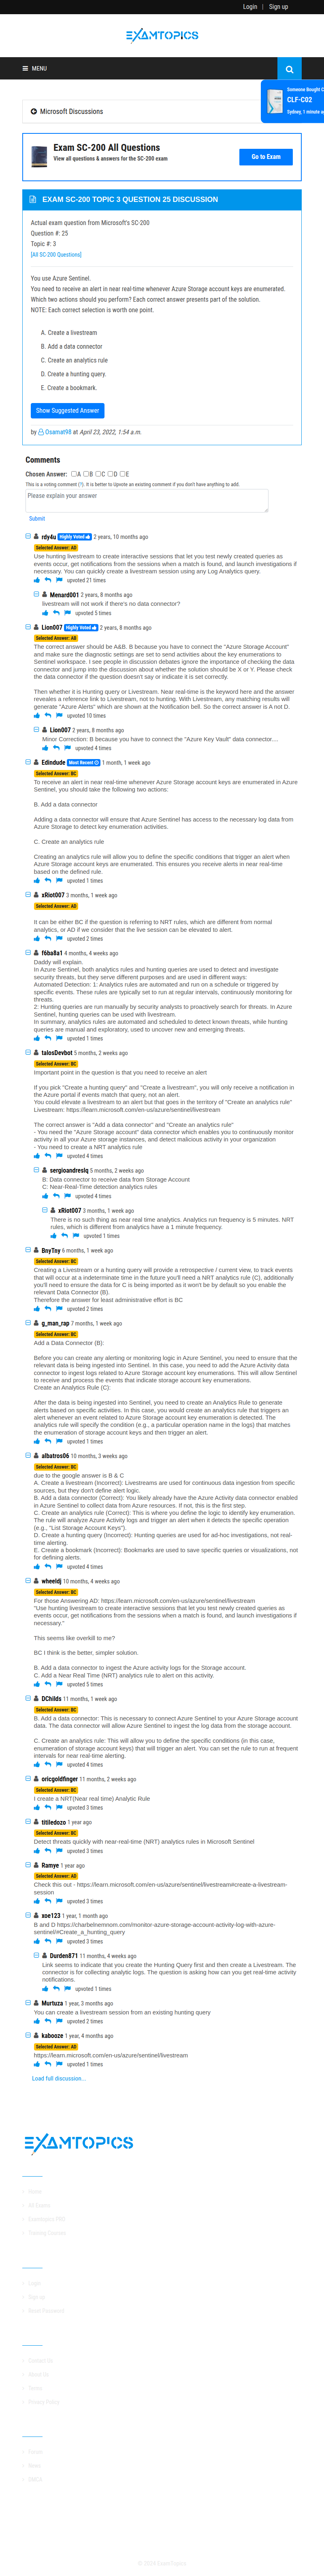 Login | Sign up
EXAMTOPICS
MENU
Someone Bought C
CLF-C02
Sydney, 1 minute a
Microsoft Discussions
Exam SC-200 All Questions
View all questions & answers for the SC-200 exam
Go to Exam
EXAM SC-200 TOPIC 3 QUESTION 25 DISCUSSION
Actual exam question from Microsoft's SC-200
Question #: 25
Topic #: 3
[All SC-200 Questions]
You use Azure Sentinel.
You need to receive an alert in near real-time whenever Azure Storage account keys are enumerated.
Which two actions should you perform? Each correct answer presents part of the solution.
NOTE: Each correct selection is worth one point.
A. Create a livestream
B. Add a data connector
C. Create an analytics rule
D. Create a hunting query.
E. Create a bookmark.
Show Suggested Answer
by Osamat98 at April 23, 2022, 1:54 a.m.
Comments
Chosen Answer: A B C D E
This is a voting comment (?). It is better to Upvote an existing comment if you don't have anything to add.
Please explain your answer
Submit
rdy4u Highly Voted 2 years, 10 months ago
Selected Answer: AD
Use hunting livestream to create interactive sessions that let you test newly created queries as events occur, get notifications from the sessions when a match is found, and launch investigations if necessary. You can quickly create a livestream session using any Log Analytics query.
upvoted 21 times
Menard001 2 years, 8 months ago
livestream will not work if there's no data connector?
upvoted 5 times
Lion007 Highly Voted 2 years, 8 months ago
Selected Answer: AB
The correct answer should be A&B. B because you have to connect the "Azure Storage Account" and make sure the diagnostic settings are set to send all activities about this resource to Azure Sentinel workspace. I see people in discussion debates ignore the importance of checking the data connector and jump into the discussion about which default answer should be X or Y. Please check the data connector if the question doesn't say or indicate it is set correctly.
Then whether it is Hunting query or Livestream. Near real-time is the keyword here and the answer reveals a reference link to Livestream, not to hunting. With Livestream, any matching results will generate "Azure Alerts" which are shown at the Notification bell. So the correct answer is A not D.
upvoted 10 times
Lion007 2 years, 8 months ago
Minor Correction: B because you have to connect the "Azure Key Vault" data connector....
upvoted 4 times
Edindude Most Recent 1 month, 1 week ago
Selected Answer: BC
To receive an alert in near real-time whenever Azure Storage account keys are enumerated in Azure Sentinel, you should take the following two actions:
B. Add a data connector
Adding a data connector will ensure that Azure Sentinel has access to the necessary log data from Azure Storage to detect key enumeration activities.
C. Create an analytics rule
Creating an analytics rule will allow you to define the specific conditions that trigger an alert when Azure Storage account keys are enumerated. This ensures you receive alerts in near real-time based on the defined rule.
upvoted 1 times
xRiot007 3 months, 1 week ago
Selected Answer: AD
It can be either BC if the question is referring to NRT rules, which are different from normal analytics, or AD if we consider that the live session can be an elevated interval.
upvoted 2 times
f6ba8a1 4 months, 4 weeks ago
Daddy will explain.
In Azure Sentinel, both analytics rules and hunting queries are used to detect and investigate security threats, but they serve different purposes and are used in different ways:
Automated Detection: 1: Analytics rules are automated and run on a schedule or triggered by specific events. These rules are typically set to run at regular intervals, continuously monitoring for threats.
2: Hunting queries are run manually by security analysts to proactively search for threats. In Azure Sentinel, hunting queries can be used with livestream.
In summary, analytics rules are automated and scheduled to detect known threats, while hunting queries are manual and exploratory, used to uncover new and emerging threats.
upvoted 1 times
talosDevbot 5 months, 2 weeks ago
Selected Answer: BC
Important point in the question is that you need to receive an alert
If you pick "Create a hunting query" and "Create a livestream", you will only receive a notification in the Azure portal if events match that query, not an alert.
You could elevate a livestream to an alert but that goes in the territory of "Create an analytics rule"
Livestream: https://learn.microsoft.com/en-us/azure/sentinel/livestream
The correct answer is "Add a data connector" and "Create an analytics rule"
- You need the "Azure Storage account" data connector which enables you to continuously monitor activity in all your Azure storage instances, and detect malicious activity in your organization
- You need to create a NRT analytics rule
upvoted 4 times
sergioandreslq 5 months, 2 weeks ago
B: Data connector to receive data from Storage Account
C: Near-Real-Time detection analytics rules
upvoted 4 times
xRiot007 3 months, 1 week ago
There is no such thing as near real time analytics. Analytics run frequency is 5 minutes. NRT rules, which is different from analytics have a 1 minute frequency.
upvoted 1 times
BnyToy 6 months, 1 week ago
Selected Answer: BC
Creating a Livestream or a hunting query will provide a retrospective / current view, to track events that will occur at a indeterminate time in the future you'll need a NRT analytic rule (C), additionally you'll need to ensure the data for C is being ingested as it won't be by default so you enable the relevant Data Connector (B).
Therefore the answer for least administrative effort is BC
upvoted 2 times
g_man_rap 7 months, 1 week ago
Selected Answer: BC
Add a Data Connector (B):
Before you can create any alerting or monitoring logic in Azure Sentinel, you need to ensure that the relevant data is being ingested into Sentinel. In this case, you need to add the Azure Activity data connector to ingest logs related to Azure Storage account key enumerations. This will allow Sentinel to receive and process the events that indicate storage account key enumeration.
Create an Analytics Rule (C):
After the data is being ingested into Sentinel, you need to create an Analytics Rule to generate alerts based on specific activities. In this case, you would create an analytics rule that triggers an alert whenever an event related to Azure Storage account key enumeration is detected. The analytics rule will specify the condition (e.g., a particular operation name in the logs) that matches the enumeration of storage account keys and then trigger an alert.
upvoted 1 times
albatros06 10 months, 3 weeks ago
Selected Answer: BC
due to the google answer is B & C
A. Create a livestream (Incorrect): Livestreams are used for continuous data ingestion from specific sources, but they don't define alert logic.
B. Add a data connector (Correct): You likely already have the Azure Activity data connector enabled in Azure Sentinel to collect data from Azure resources. If not, this is the first step.
C. Create an analytics rule (Correct): This is where you define the logic to identify key enumeration. The rule will analyze the Azure Activity logs and trigger an alert when it detects the specific operation (e.g., "List Storage Account Keys").
D. Create a hunting query (Incorrect): Hunting queries are used for ad-hoc investigations, not real-time alerting.
E. Create a bookmark (Incorrect): Bookmarks are used to save specific queries or visualizations, not for defining alerts.
upvoted 4 times
wheeldj 10 months, 4 weeks ago
Selected Answer: BC
For those Answering AD: https://learn.microsoft.com/en-us/azure/sentinel/livestream
"Use hunting livestream to create interactive sessions that let you test newly created queries as events occur, get notifications from the sessions when a match is found, and launch investigations if necessary."
This seems like overkill to me?
BC I think is the better, simpler solution.
B. Add a data connector to ingest the Azure activity logs for the Storage account.
C. Add a Near Real Time (NRT) analytics rule to alert on this activity.
upvoted 5 times
DChilds 11 months, 1 week ago
Selected Answer: BC
B. Add a data connector: This is necessary to connect Azure Sentinel to your Azure Storage account data. The data connector will allow Azure Sentinel to ingest the log data from the storage account.
C. Create an analytics rule: This will allow you to define the specific conditions (in this case, enumeration of storage account keys) that will trigger an alert. You can set the rule to run at frequent intervals for near real-time alerting.
upvoted 4 times
oricgoldfinger 11 months, 2 weeks ago
Selected Answer: BC
I create a NRT(Near real time) Analytic Rule
upvoted 3 times
titiledozo 1 year ago
Selected Answer: BC
Detect threats quickly with near-real-time (NRT) analytics rules in Microsoft Sentinel
upvoted 3 times
Ramye 1 year ago
Selected Answer: AD
Check this out - https://learn.microsoft.com/en-us/azure/sentinel/livestream#create-a-livestream-session
upvoted 3 times
xoe123 1 year, 1 month ago
B and D https://charbelnemnom.com/monitor-azure-storage-account-activity-log-with-azure-sentinel/#Create_a_hunting_query
upvoted 3 times
Durden871 11 months, 4 weeks ago
Link seems to indicate that you create the Hunting Query first and then create a Livestream. The connector is for collecting analytic logs. The question is asking how can you get real-time activity notifications.
upvoted 1 times
Murtuza 1 year, 3 months ago
You can create a livestream session from an existing hunting query
upvoted 2 times
kabooze 1 year, 4 months ago
Selected Answer: AB
https://learn.microsoft.com/en-us/azure/sentinel/livestream
upvoted 1 times
Load full discussion...
EXAMTOPICS